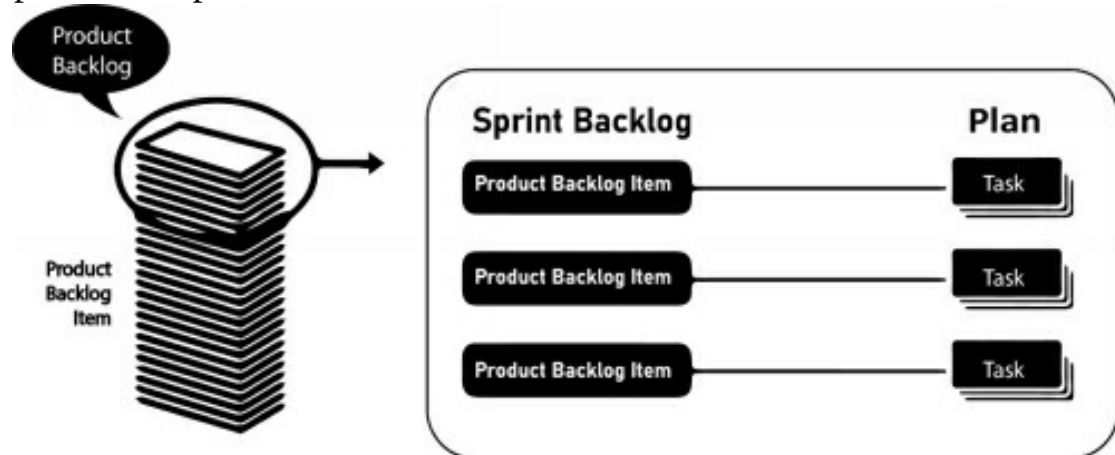 Product
Backlog
Product
Backlog
Item
Sprint Backlog
Plan
Product Backlog Item
Task
Product Backlog Item
Task
Product Backlog Item
Task